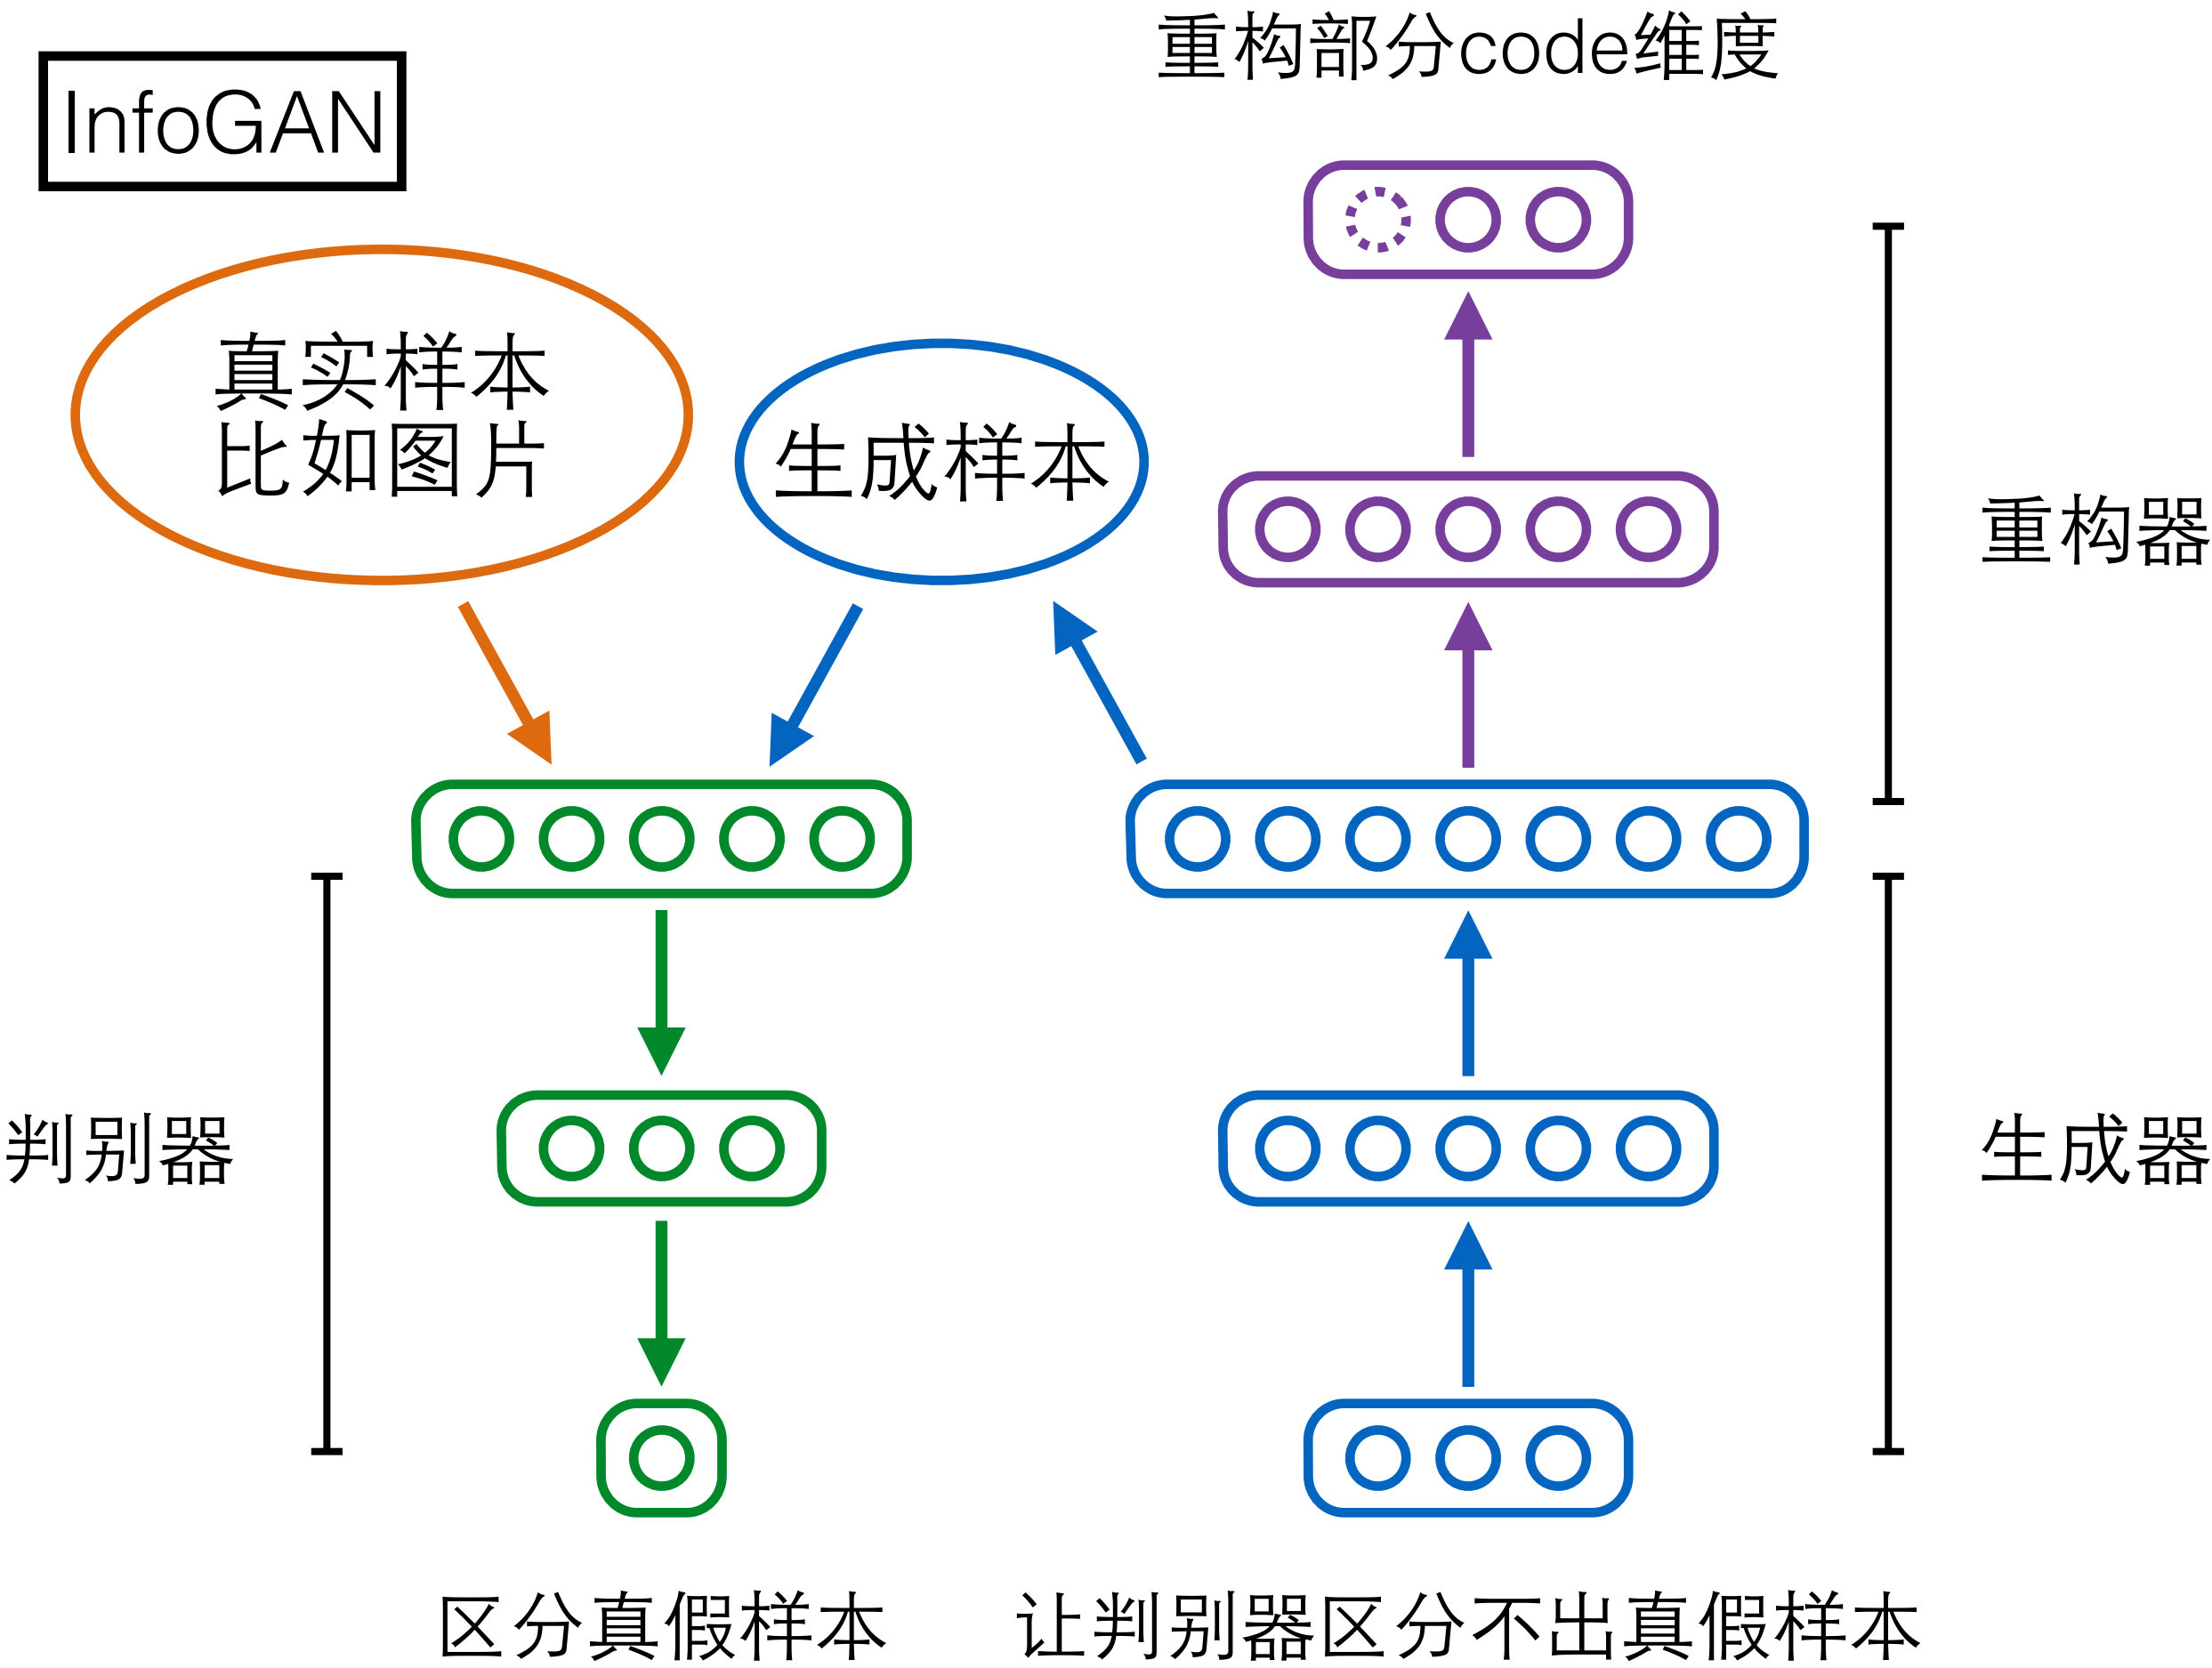 InfoGAN
重构部分code维度
真实样本
比如图片
生成样本
重构器
判别器
生成器
区分真假样本
让判别器区分不出真假样本